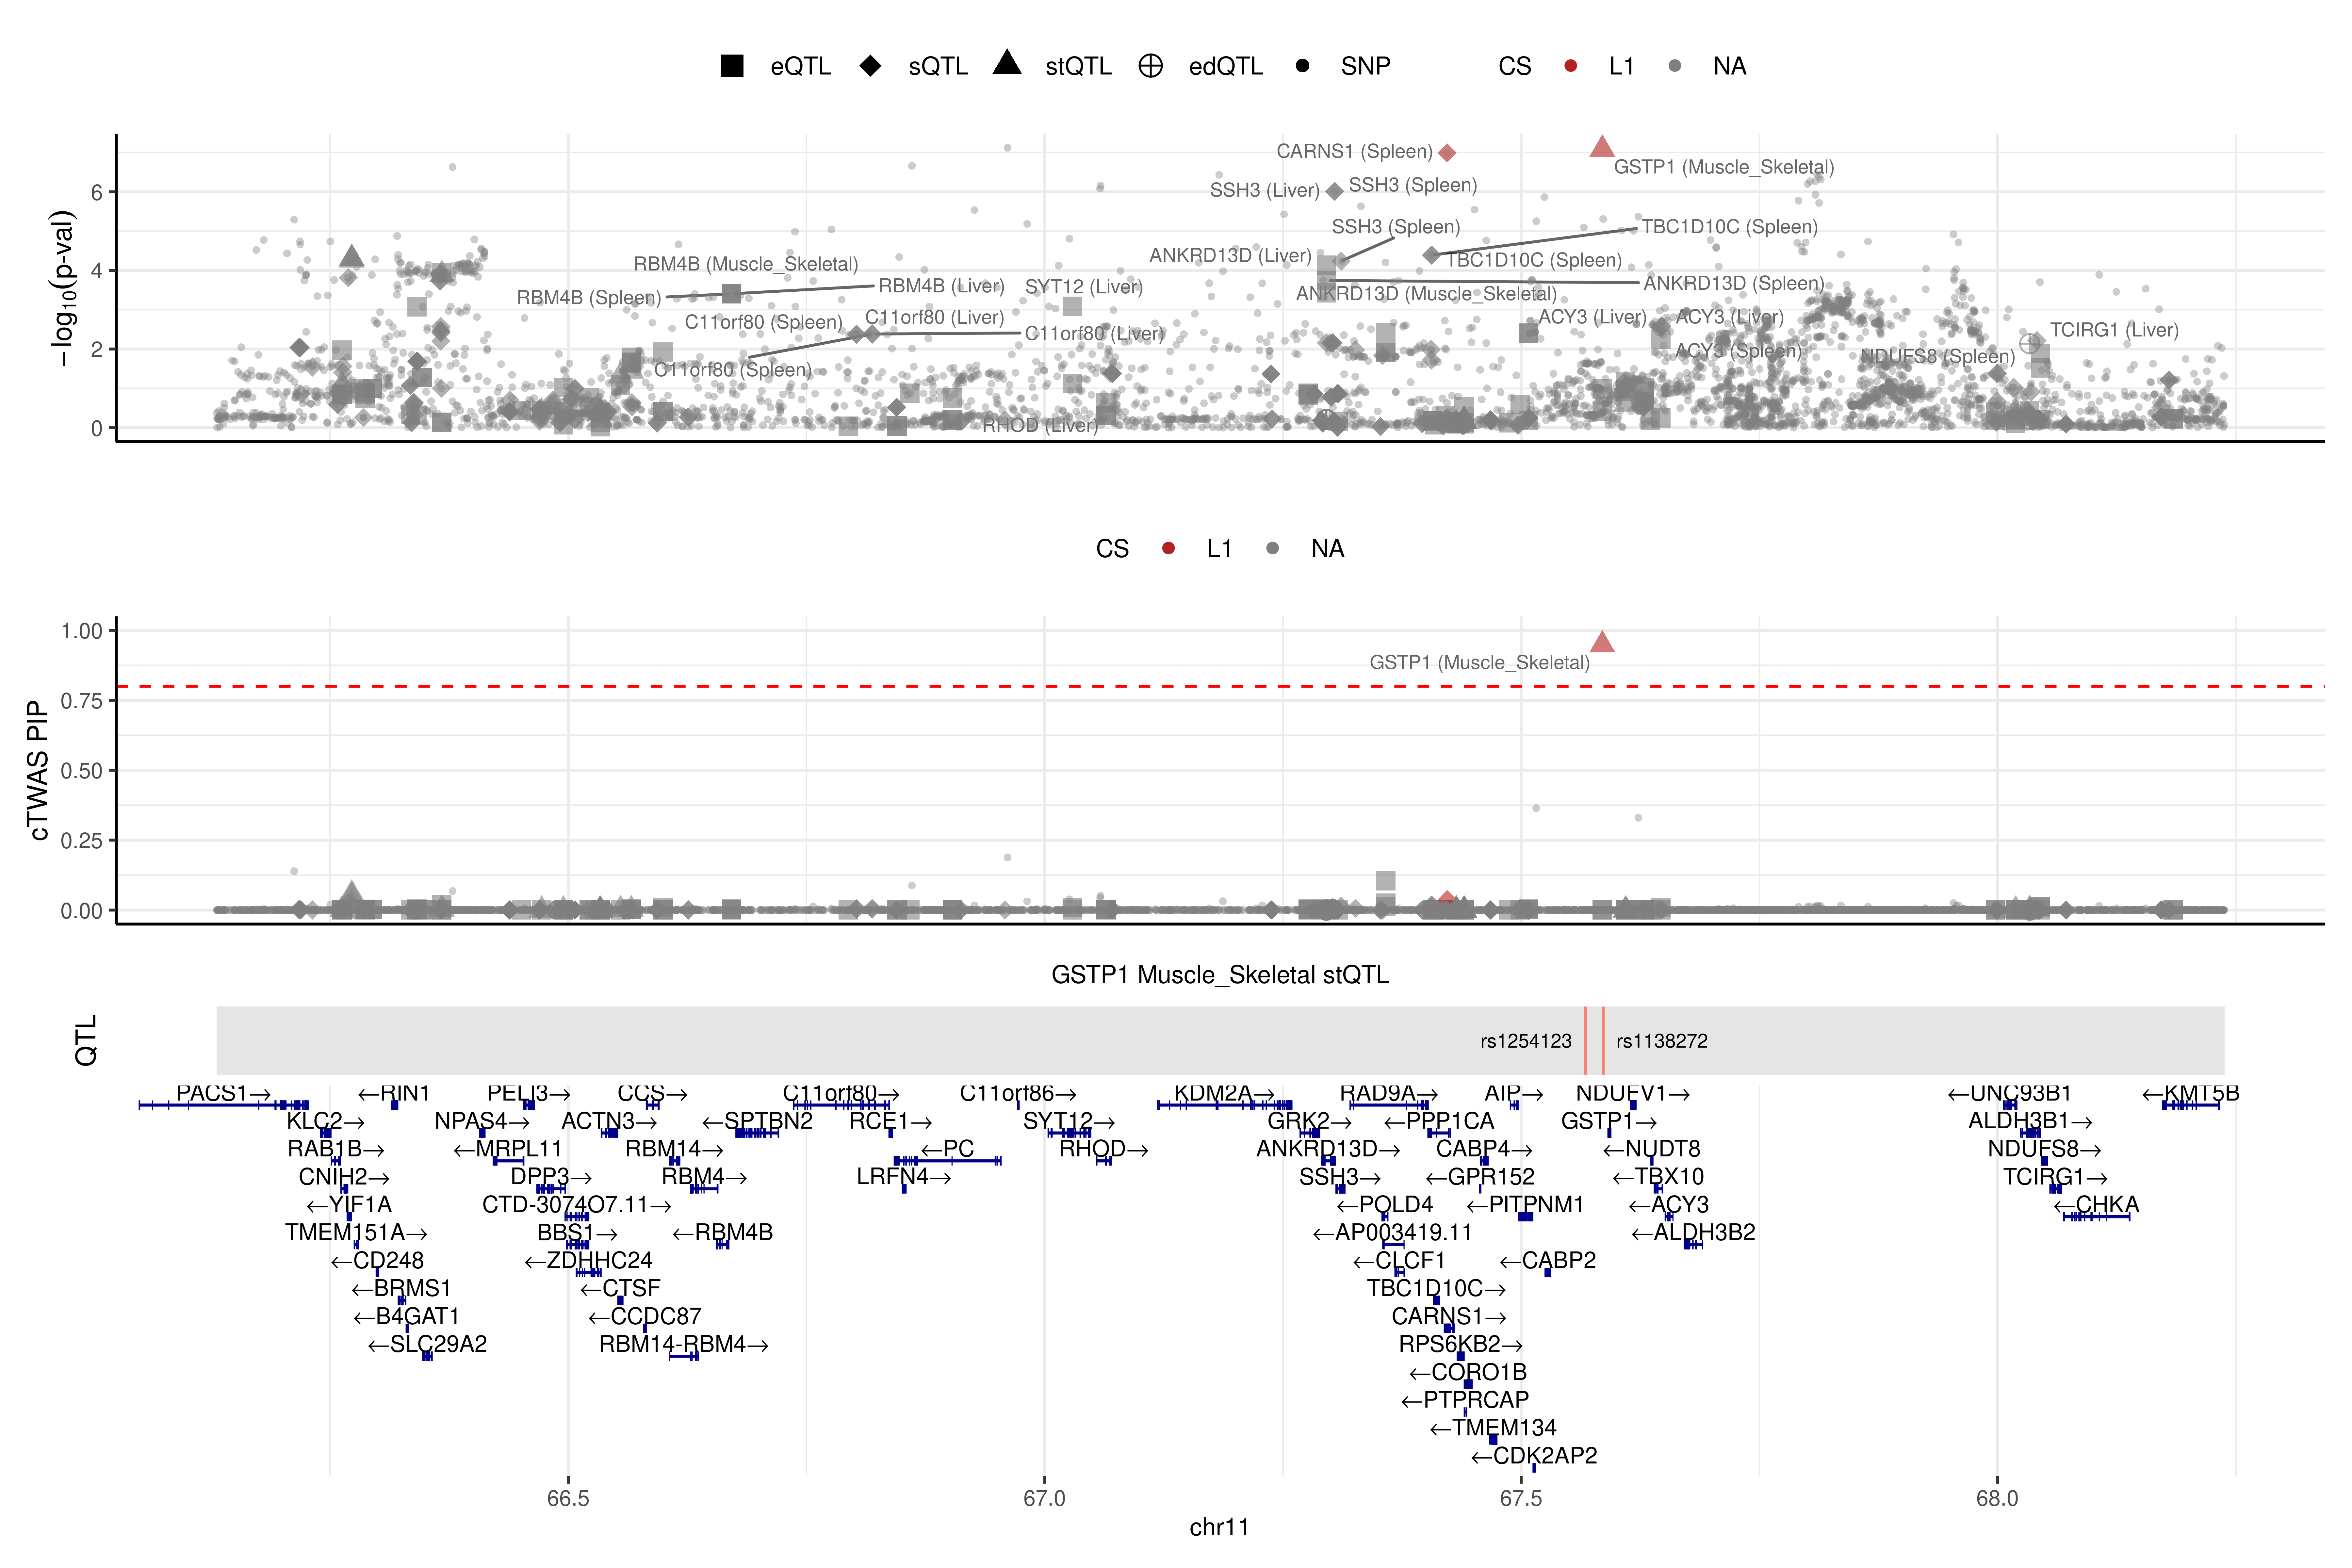 eQTL sQTL stQTL edQTL SNP CS L1 NA
−log10(p-val)
6
4
2
0
CARNS1 (Spleen)
GSTP1 (Muscle_Skeletal)
SSH3 (Liver)
SSH3 (Spleen)
SSH3 (Spleen)
TBC1D10C (Spleen)
ANKRD13D (Liver)
TBC1D10C (Spleen)
RBM4B (Muscle_Skeletal)
RBM4B (Liver)
SYT12 (Liver)
ANKRD13D (Spleen)
RBM4B (Spleen)
ANKRD13D (Muscle_Skeletal)
C11orf80 (Spleen)
C11orf80 (Liver)
ACY3 (Liver)
ACY3 (Liver)
C11orf80 (Liver)
TCIRG1 (Liver)
ACY3 (Spleen)
NDUFS8 (Spleen)
C11orf80 (Spleen)
RHOD (Liver)
CS L1 NA
cTWAS PIP
1.00
0.75
0.50
0.25
0.00
GSTP1 (Muscle_Skeletal)
GSTP1 Muscle_Skeletal stQTL
QTL
rs1254123 rs1138272
PACS1→ ←RIN1 PELI3→ CCS→ C11orf80→ C11orf86→ KDM2A→ RAD9A→ AIP→ NDUFV1→ ←UNC93B1 ←KMT5B
KLC2→ NPAS4→ ACTN3→ ←SPTBN2 RCE1→ SYT12→ GRK2→ ←PPP1CA GSTP1→ ALDH3B1→
RAB1B→ ←MRPL11 RBM14→ ←PC RHOD→ ANKRD13D→ CABP4→ ←NUDT8 NDUFS8→
CNIH2→ DPP3→ RBM4→ LRFN4→ SSH3→ ←GPR152 ←TBX10 TCIRG1→
←YIF1A CTD-3074O7.11→ ←POLD4 ←PITPNM1 ←ACY3 ←CHKA
TMEM151A→ BBS1→ ←RBM4B ←AP003419.11 ←ALDH3B2
←CD248 ←ZDHHC24 ←CLCF1 ←CABP2
←BRMS1 ←CTSF TBC1D10C→
←B4GAT1 ←CCDC87 CARNS1→
←SLC29A2 RBM14-RBM4→ RPS6KB2→
←CORO1B
←PTPRCAP
←TMEM134
←CDK2AP2
66.5 67.0 67.5 68.0
chr11